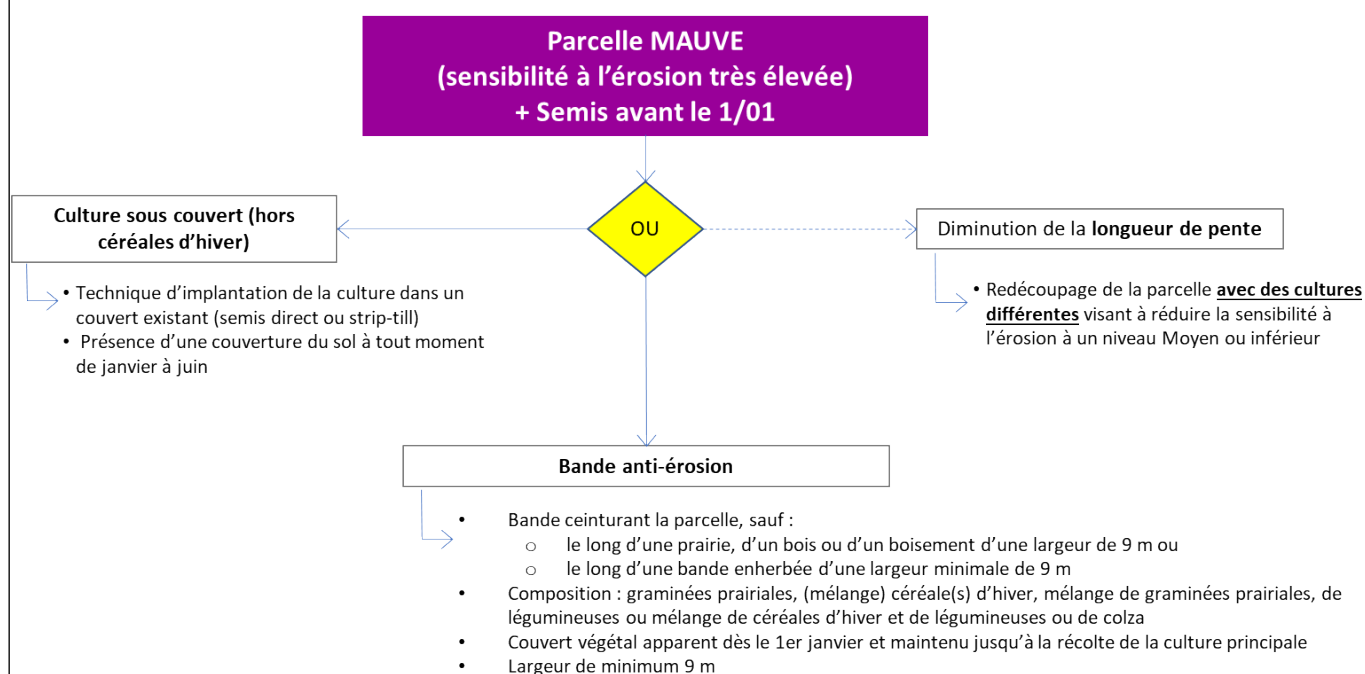 Parcelle MAUVE
(sensibilité à l’érosion très élevée)
+ Semis avant le 1/01
OU
Culture sous couvert (hors
céréales d’hiver)
• Technique d’implantation de la culture dans un
couvert existant (semis direct ou strip-till)
• Présence d’une couverture du sol à tout moment
de janvier à juin
Diminution de la longueur de pente
• Redécoupage de la parcelle avec des cultures
différentes visant à réduire la sensibilité à
l’érosion à un niveau Moyen ou inférieur
Bande anti-érosion
• Bande ceinturant la parcelle, sauf :
o le long d’une prairie, d’un bois ou d’un boisement d’une largeur de 9 m ou
o le long d’une bande enherbée d’une largeur minimale de 9 m
• Composition : graminées prairiales, (mélange) céréale(s) d’hiver, mélange de graminées prairiales, de
légumineuses ou mélange de céréales d’hiver et de légumineuses ou de colza
• Couvert végétal apparent dès le 1er janvier et maintenu jusqu’à la récolte de la culture principale
• Largeur de minimum 9 m